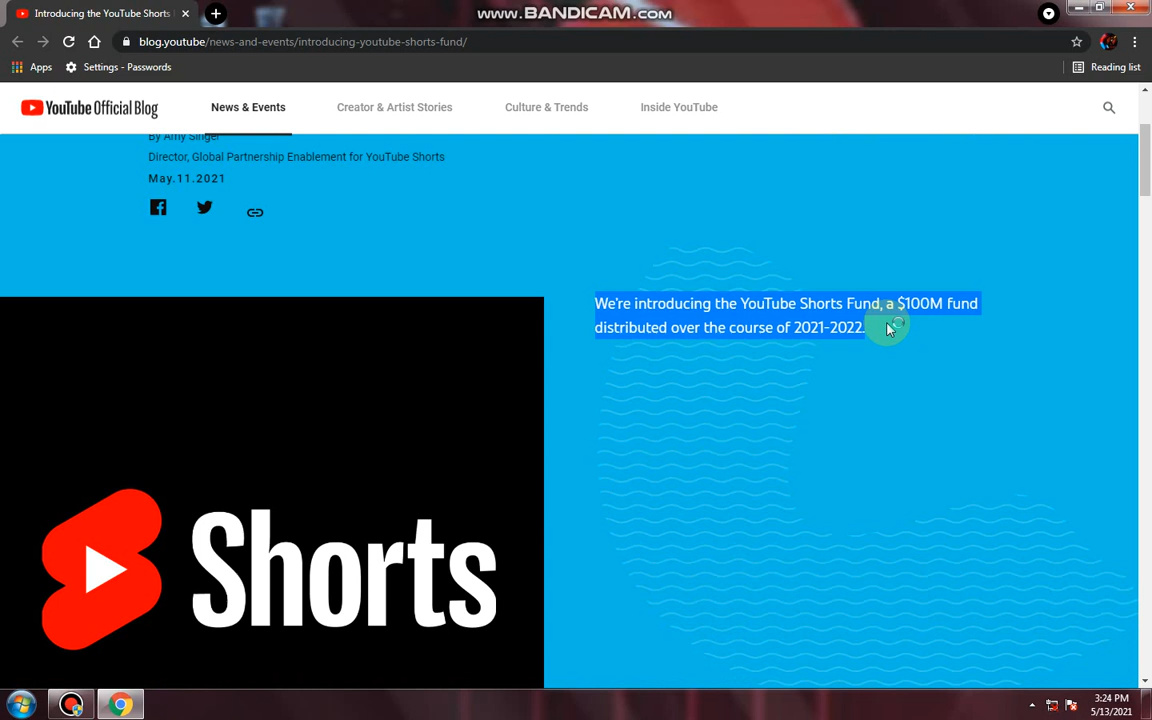 Introducing the YouTube Shorts
www.BANDICAM.com
blog.youtube/news-and-events/introducing-youtube-shorts-fund/
Apps
Settings - Passwords
Reading list
YouTube Official Blog
News & Events
Creator & Artist Stories
Culture & Trends
Inside YouTube
By Amy Singer
Director, Global Partnership Enablement for YouTube Shorts
May.11.2021
We're introducing the YouTube Shorts Fund, a $100M fund
distributed over the course of 2021-2022.
Shorts
3:24 PM
5/13/2021